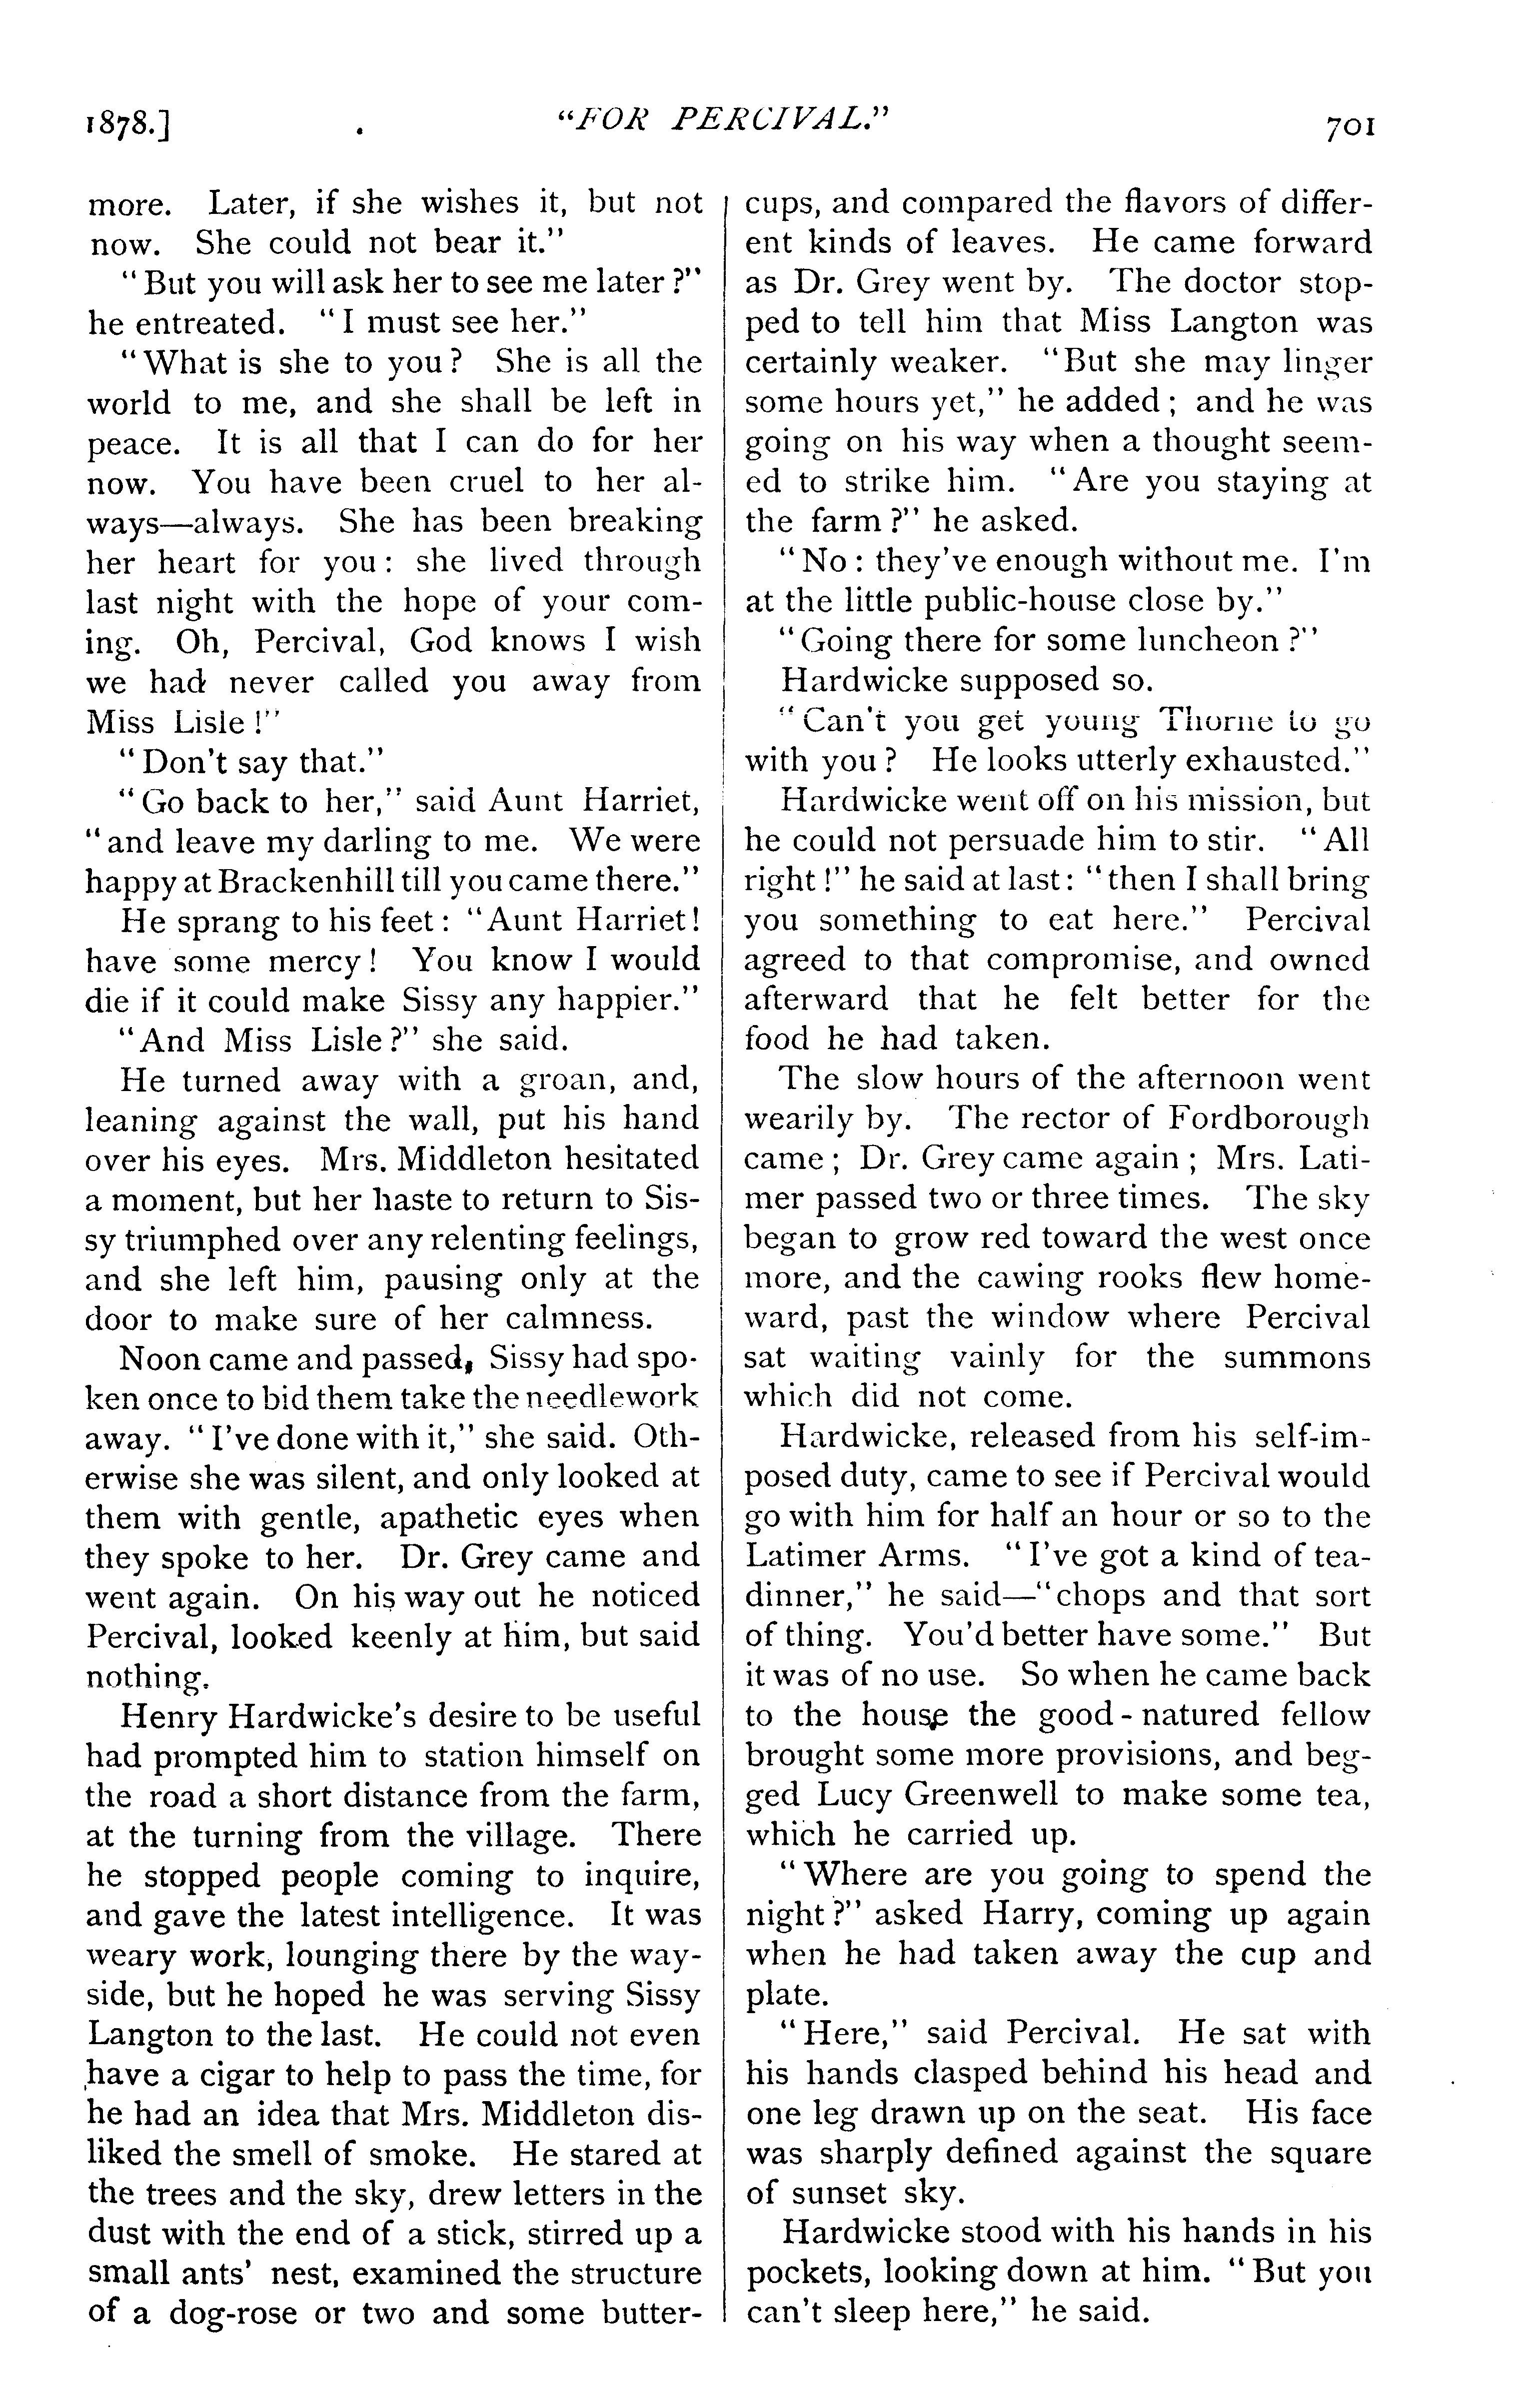 1878.]
"FOR PERCIVAL."
701
more. Later, if she wishes it, but not
now. She could not bear it."
"But you will ask her to see me later?"
he entreated. "I must see her."
"What is she to you? She is all the
world to me, and she shall be left in
peace. It is all that I can do for her
now. You have been cruel to her al-
ways—always. She has been breaking
her heart for you: she lived through
last night with the hope of your com-
ing. Oh, Percival, God knows I wish
we had never called you away from
Miss Lisle!"
"Don't say that."
"Go back to her," said Aunt Harriet,
"and leave my darling to me. We were
happy at Brackenhill till you came there."
He sprang to his feet: "Aunt Harriet!
have some mercy! You know I would
die if it could make Sissy any happier."
"And Miss Lisle?" she said.
He turned away with a groan, and,
leaning against the wall, put his hand
over his eyes. Mrs. Middleton hesitated
a moment, but her haste to return to Sis-
sy triumphed over any relenting feelings,
and she left him, pausing only at the
door to make sure of her calmness.
Noon came and passed, Sissy had spo-
ken once to bid them take the needlework
away. "I've done with it," she said. Oth-
erwise she was silent, and only looked at
them with gentle, apathetic eyes when
they spoke to her. Dr. Grey came and
went again. On his way out he noticed
Percival, looked keenly at him, but said
nothing.
Henry Hardwicke's desire to be useful
had prompted him to station himself on
the road a short distance from the farm,
at the turning from the village. There
he stopped people coming to inquire,
and gave the latest intelligence. It was
weary work, lounging there by the way-
side, but he hoped he was serving Sissy
Langton to the last. He could not even
have a cigar to help to pass the time, for
he had an idea that Mrs. Middleton dis-
liked the smell of smoke. He stared at
the trees and the sky, drew letters in the
dust with the end of a stick, stirred up a
small ants' nest, examined the structure
of a dog-rose or two and some butter-
cups, and compared the flavors of differ-
ent kinds of leaves. He came forward
as Dr. Grey went by. The doctor stop-
ped to tell him that Miss Langton was
certainly weaker. "But she may linger
some hours yet," he added; and he was
going on his way when a thought seem-
ed to strike him. "Are you staying at
the farm?" he asked.
"No: they've enough without me. I'm
at the little public-house close by."
"Going there for some luncheon?"
Hardwicke supposed so.
"Can't you get young Thorne to go
with you? He looks utterly exhausted."
Hardwicke went off on his mission, but
he could not persuade him to stir. "All
right!" he said at last: "then I shall bring
you something to eat here." Percival
agreed to that compromise, and owned
afterward that he felt better for the
food he had taken.
The slow hours of the afternoon went
wearily by. The rector of Fordborough
came; Dr. Grey came again; Mrs. Lati-
mer passed two or three times. The sky
began to grow red toward the west once
more, and the cawing rooks flew home-
ward, past the window where Percival
sat waiting vainly for the summons
which did not come.
Hardwicke, released from his self-im-
posed duty, came to see if Percival would
go with him for half an hour or so to the
Latimer Arms. "I've got a kind of tea-
dinner," he said—"chops and that sort
of thing. You'd better have some." But
it was of no use. So when he came back
to the house the good-natured fellow
brought some more provisions, and beg-
ged Lucy Greenwell to make some tea,
which he carried up.
"Where are you going to spend the
night?" asked Harry, coming up again
when he had taken away the cup and
plate.
"Here," said Percival. He sat with
his hands clasped behind his head and
one leg drawn up on the seat. His face
was sharply defined against the square
of sunset sky.
Hardwicke stood with his hands in his
pockets, looking down at him. "But you
can't sleep here," he said.